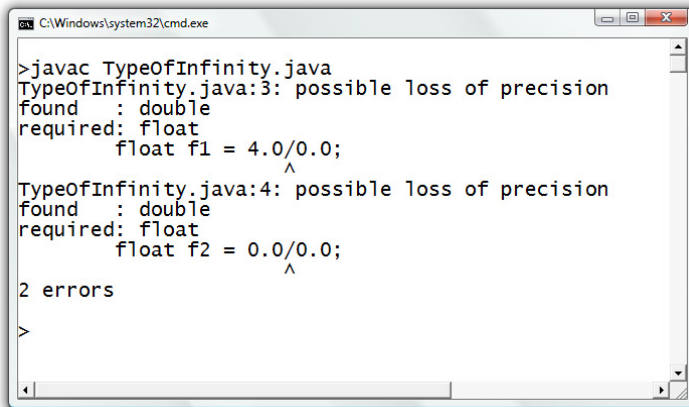 C:\Windows\system32\cmd.exe
>javac TypeOfInfinity.java
TypeOfInfinity.java:3: possible loss of precision
found   : double
required: float
        float f1 = 4.0/0.0;
                      ^
TypeOfInfinity.java:4: possible loss of precision
found   : double
required: float
        float f2 = 0.0/0.0;
                      ^
2 errors
>